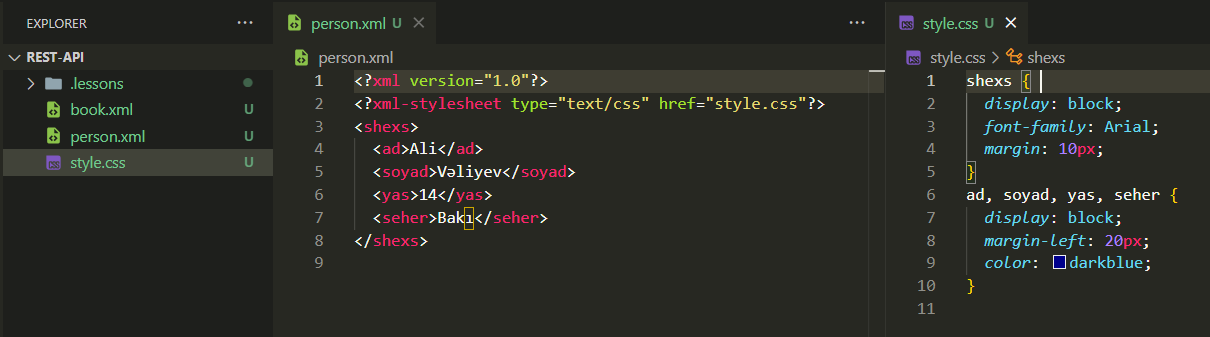 EXPLORER
REST-API
.lessons
book.xml U
person.xml U
style.css U
person.xml U
person.xml
1 <?xml version="1.0"?>
2 <?xml-stylesheet type="text/css" href="style.css"?>
3 <shexs>
4 <ad>Ali</ad>
5 <soyad>Vəliyev</soyad>
6 <yas>14</yas>
7 <seher>Bakı</seher>
8 </shexs>
9
style.css U
style.css > shexs
1 shexs {
2 display: block;
3 font-family: Arial;
4 margin: 10px;
5 }
6 ad, soyad, yas, seher {
7 display: block;
8 margin-left: 20px;
9 color: darkblue;
10 }
11